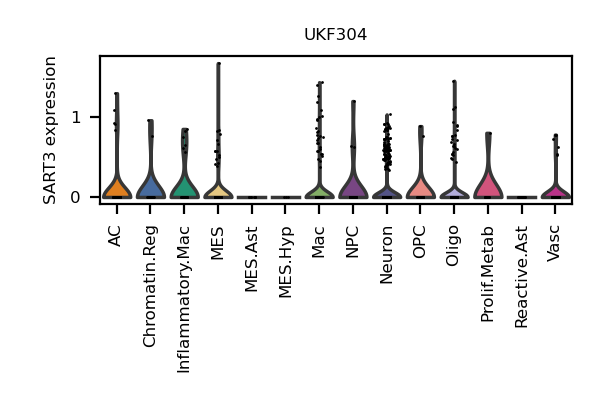 UKF304
SART3 expression
1
0
AC
Chromatin.Reg
Inflammatory.Mac
MES
MES.Ast
MES.Hyp
Mac
NPC
Neuron
OPC
Oligo
Prolif.Metab
Reactive.Ast
Vasc